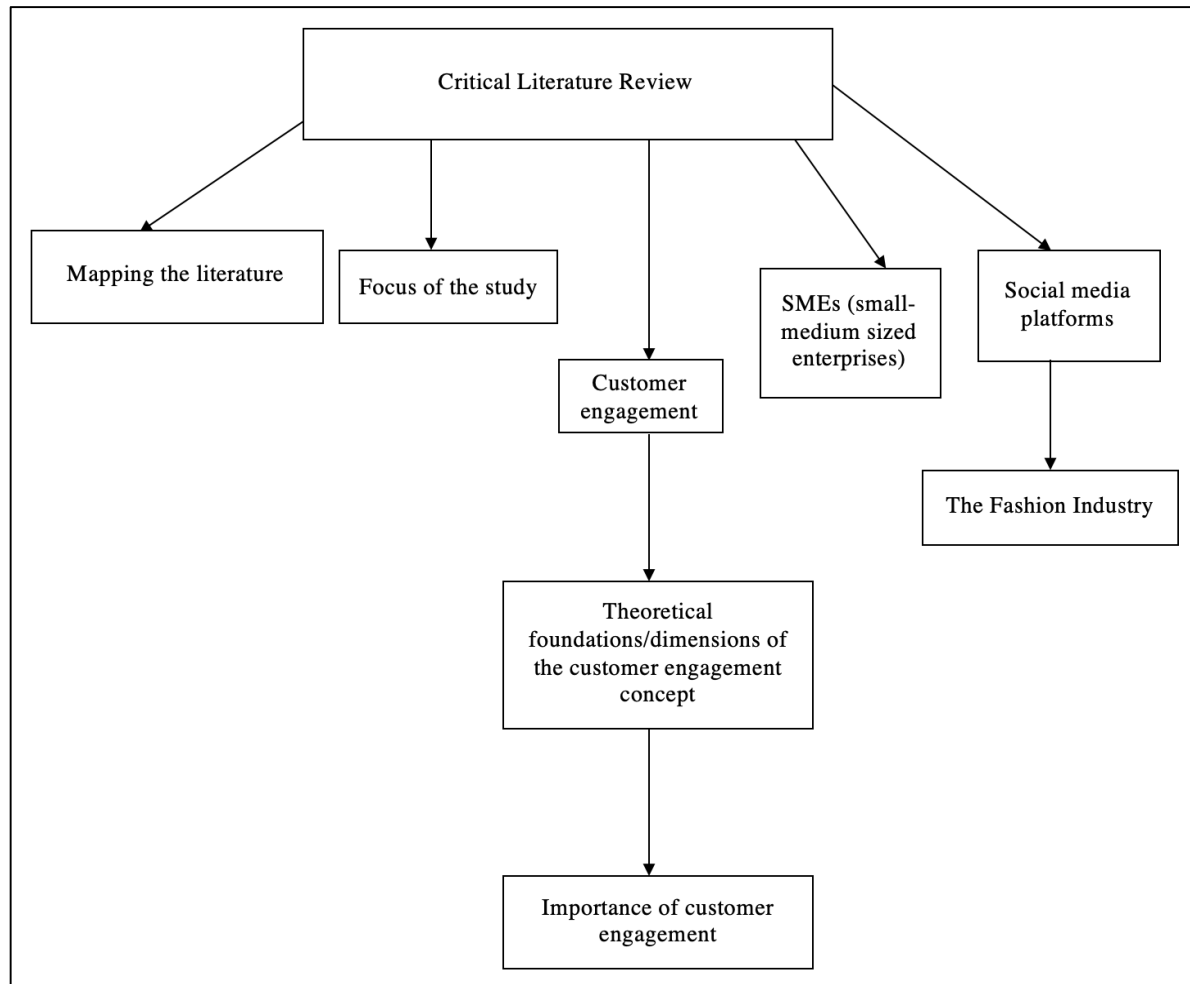 Critical Literature Review
Mapping the literature
Focus of the study
SMEs (small-
medium sized
enterprises)
Social media
platforms
Customer
engagement
The Fashion Industry
Theoretical
foundations/dimensions of
the customer engagement
concept
Importance of customer
engagement